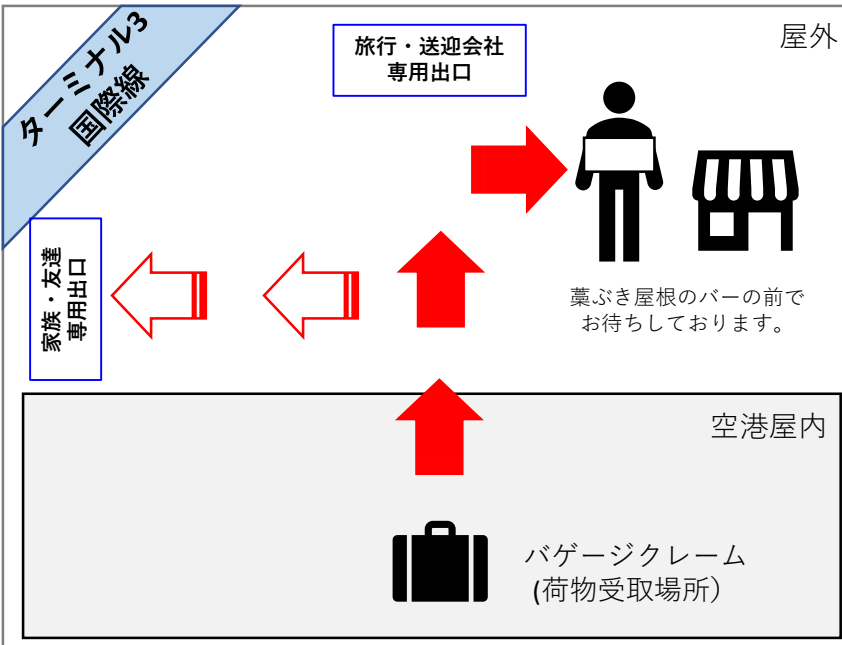 ターミナル3
国際線
旅行・送迎会社
専用出口
屋外
家族・友達
専用出口
藁ぶき屋根のバーの前で
お待ちしております。
空港屋内
バゲージクレーム
(荷物受取場所）